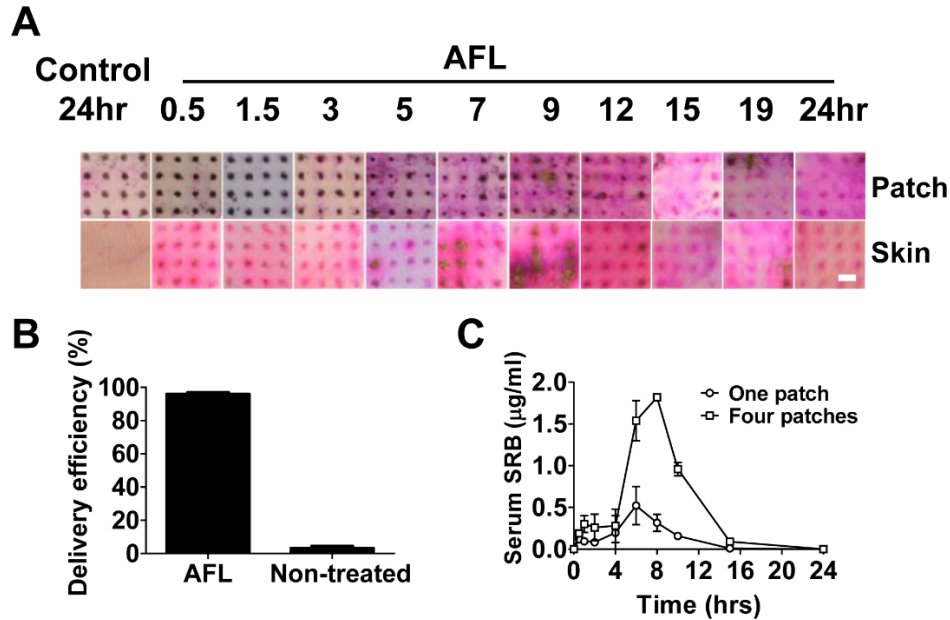 A
Control
24hr
AFL
0.5 1.5 3 5 7 9 12 15 19 24hr
Patch
Skin
B
Delivery efficiency (%)
100
80
60
40
20
0
AFL Non-treated
C
Serum SRB (µg/ml)
2.0
1.5
1.0
0.5
0.0
One patch
Four patches
0 4 8 12 16 20 24
Time (hrs)